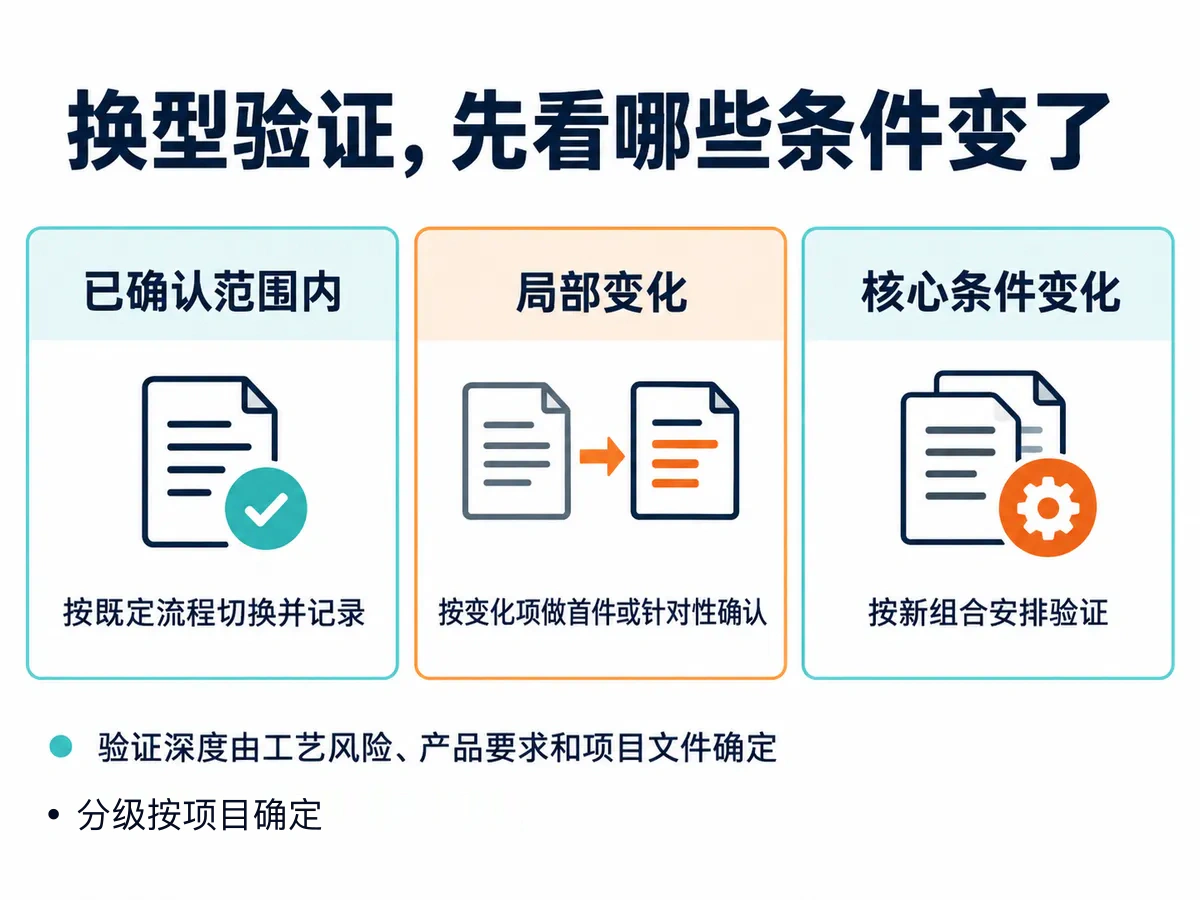 换型验证，先看哪些条件变了
已确认范围内
局部变化
核心条件变化
按既定流程切换并记录
按变化项做首件或针对性确认
按新组合安排验证
验证深度由工艺风险、产品要求和项目文件确定
• 分级按项目确定